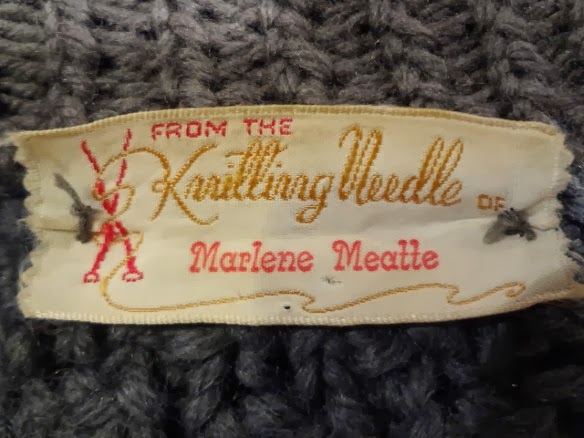 FROM THE
Knitting Needle OF
Marlene Meatte